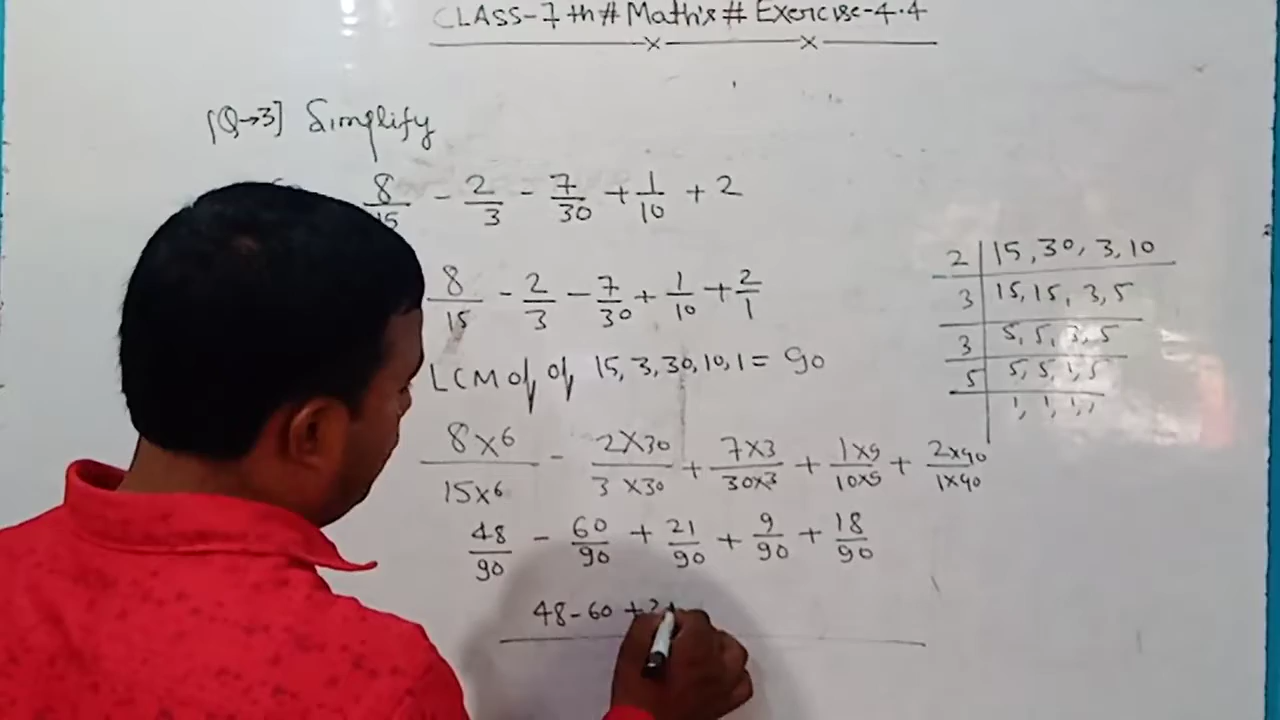 CLASS-7th # Math's # Exercise-4.4
[Q→3] Simplify
8/15 - 2/3 - 7/30 + 1/10 + 2
8/15 - 2/3 - 7/30 + 1/10 + 2/1
LCM of of 15, 3, 30, 10, 1 = 90
8×6/15×6 - 2×30/3×30 + 7×3/30×3 + 1×9/10×9 + 2×90/1×90
48/90 - 60/90 + 21/90 + 9/90 + 18/90
48-60 +21
2 | 15, 30, 3, 10
3 | 15, 15, 3, 5
3 | 5, 5, 3, 5
5 | 5, 5, 1, 5
1, 1, 1, 1